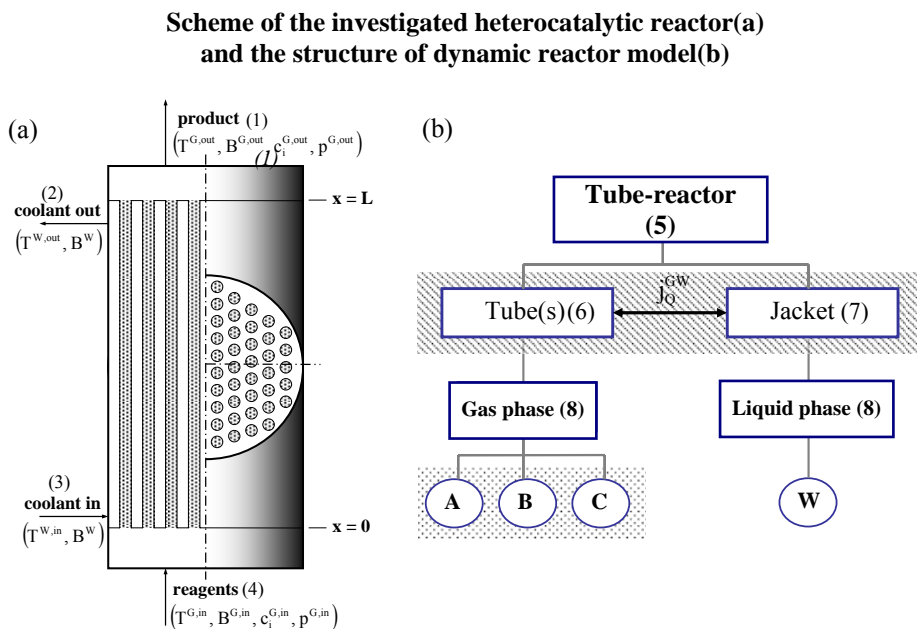 Scheme of the investigated heterocatalytic reactor(a)
and the structure of dynamic reactor model(b)
(a)
product (1)
(T^G,out, B^G,out, c_i^G,out, p^G,out)
(1)
(2)
coolant out
(T^W,out, B^W)
x = L
(3)
coolant in
(T^W,in, B^W)
x = 0
reagents (4)
(T^G,in, B^G,in, c_i^G,in, p^G,in)
(b)
Tube-reactor
(5)
Tube(s)(6)
j_Q^GW
Jacket (7)
Gas phase (8)
Liquid phase (8)
A
B
C
W